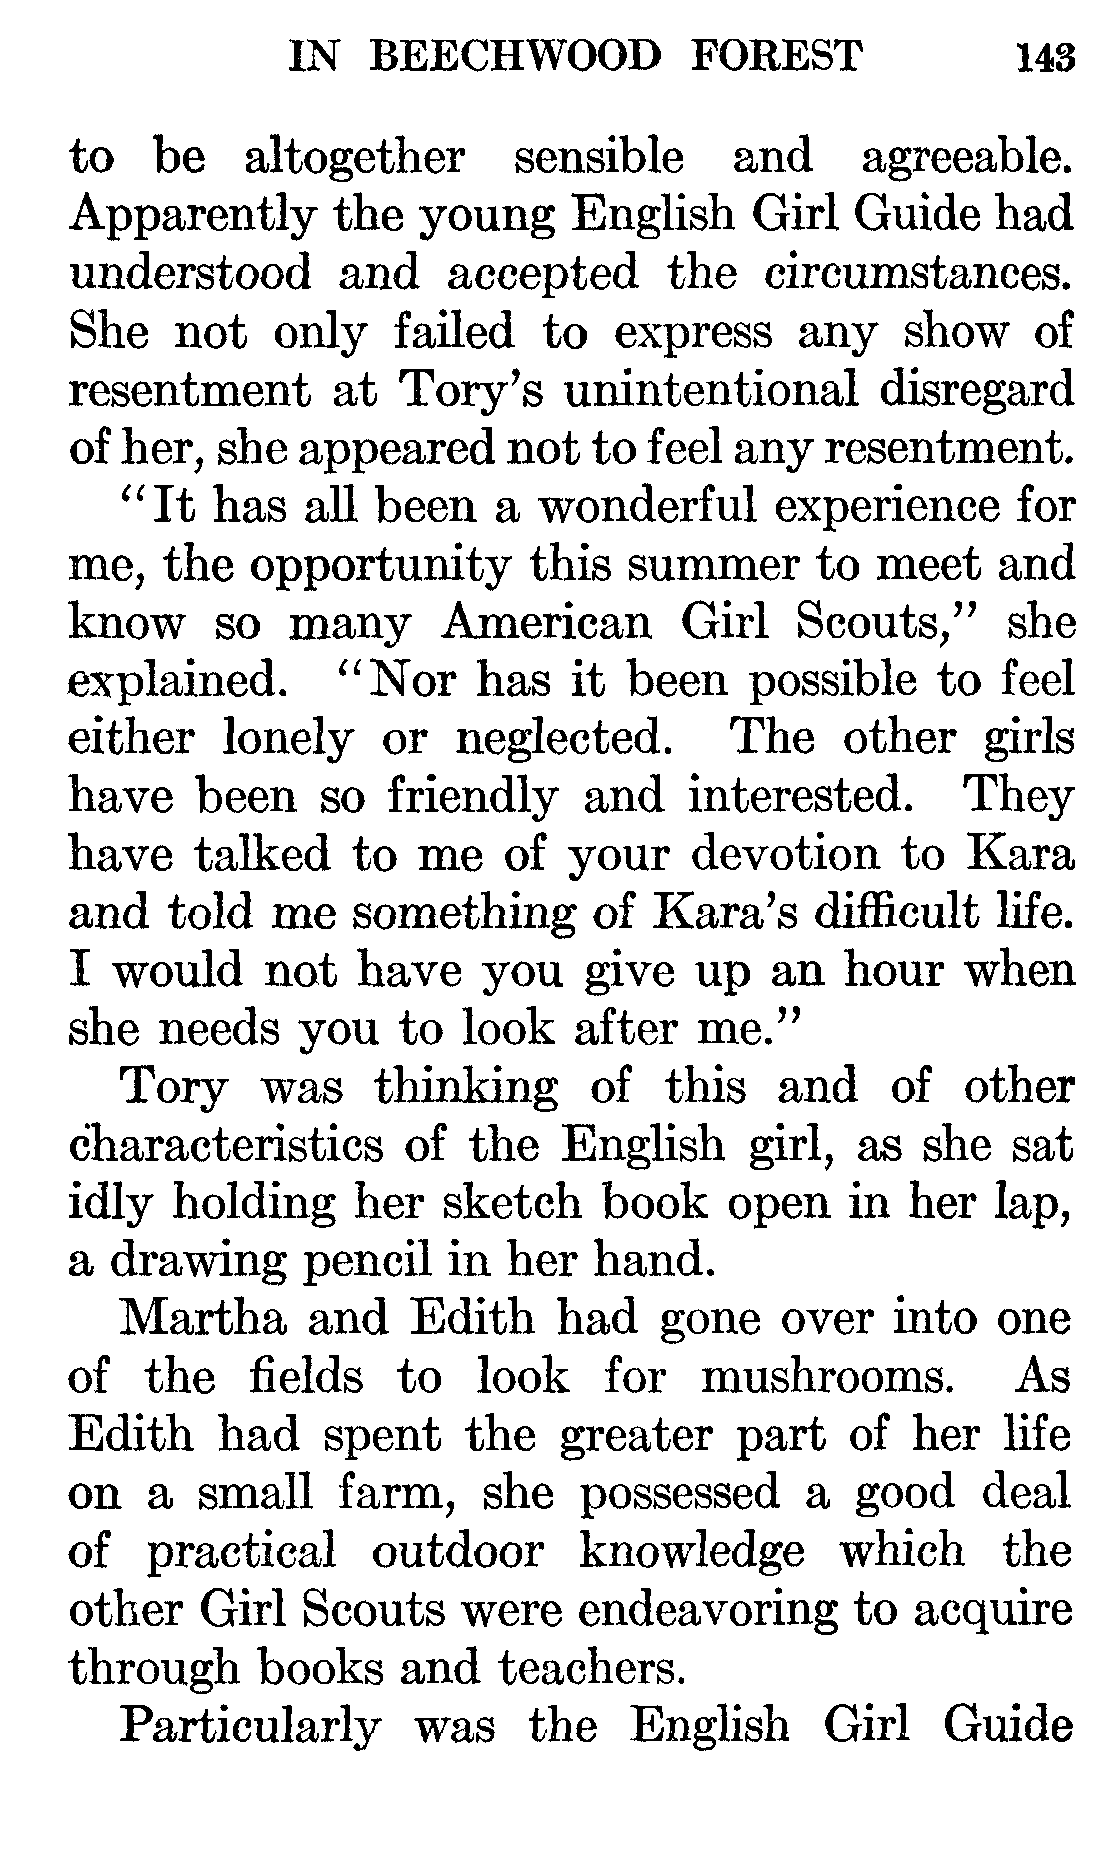 IN BEECHWOOD FOREST 143
to be altogether sensible and agreeable.
Apparently the young English Girl Guide had
understood and accepted the circumstances.
She not only failed to express any show of
resentment at Tory's unintentional disregard
of her, she appeared not to feel any resentment.
"It has all been a wonderful experience for
me, the opportunity this summer to meet and
know so many American Girl Scouts," she
explained. "Nor has it been possible to feel
either lonely or neglected. The other girls
have been so friendly and interested. They
have talked to me of your devotion to Kara
and told me something of Kara's difficult life.
I would not have you give up an hour when
she needs you to look after me."
Tory was thinking of this and of other
characteristics of the English girl, as she sat
idly holding her sketch book open in her lap,
a drawing pencil in her hand.
Martha and Edith had gone over into one
of the fields to look for mushrooms. As
Edith had spent the greater part of her life
on a small farm, she possessed a good deal
of practical outdoor knowledge which the
other Girl Scouts were endeavoring to acquire
through books and teachers.
Particularly was the English Girl Guide